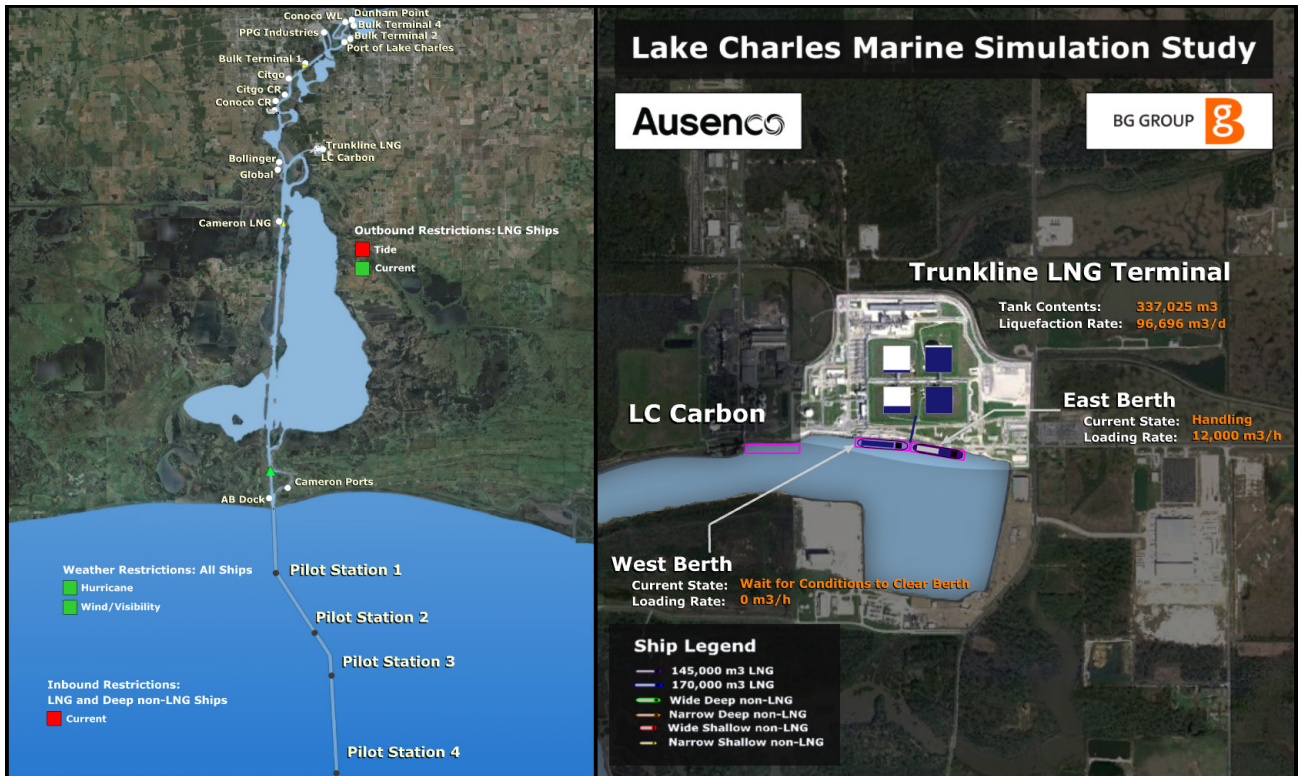 Conoco WL
Dunham Point
Bulk Terminal 4
PPG Industries
Bulk Terminal 2
Port of Lake Charles
Bulk Terminal 1
Citgo
Citgo CR
Conoco CR
Trunkline LNG
LC Carbon
Bollinger
Global
Cameron LNG
Outbound Restrictions: LNG Ships
Tide
Current
Cameron Ports
AB Dock
Pilot Station 1
Weather Restrictions: All Ships
Hurricane
Wind/Visibility
Pilot Station 2
Pilot Station 3
Inbound Restrictions:
LNG and Deep non-LNG Ships
Current
Pilot Station 4
Lake Charles Marine Simulation Study
Ausenco
BG GROUP g
Trunkline LNG Terminal
Tank Contents: 337,025 m3
Liquefaction Rate: 96,696 m3/d
East Berth
Current State: Handling
Loading Rate: 12,000 m3/h
LC Carbon
West Berth
Current State: Wait for Conditions to Clear Berth
Loading Rate: 0 m3/h
Ship Legend
145,000 m3 LNG
170,000 m3 LNG
Wide Deep non-LNG
Narrow Deep non-LNG
Wide Shallow non-LNG
Narrow Shallow non-LNG